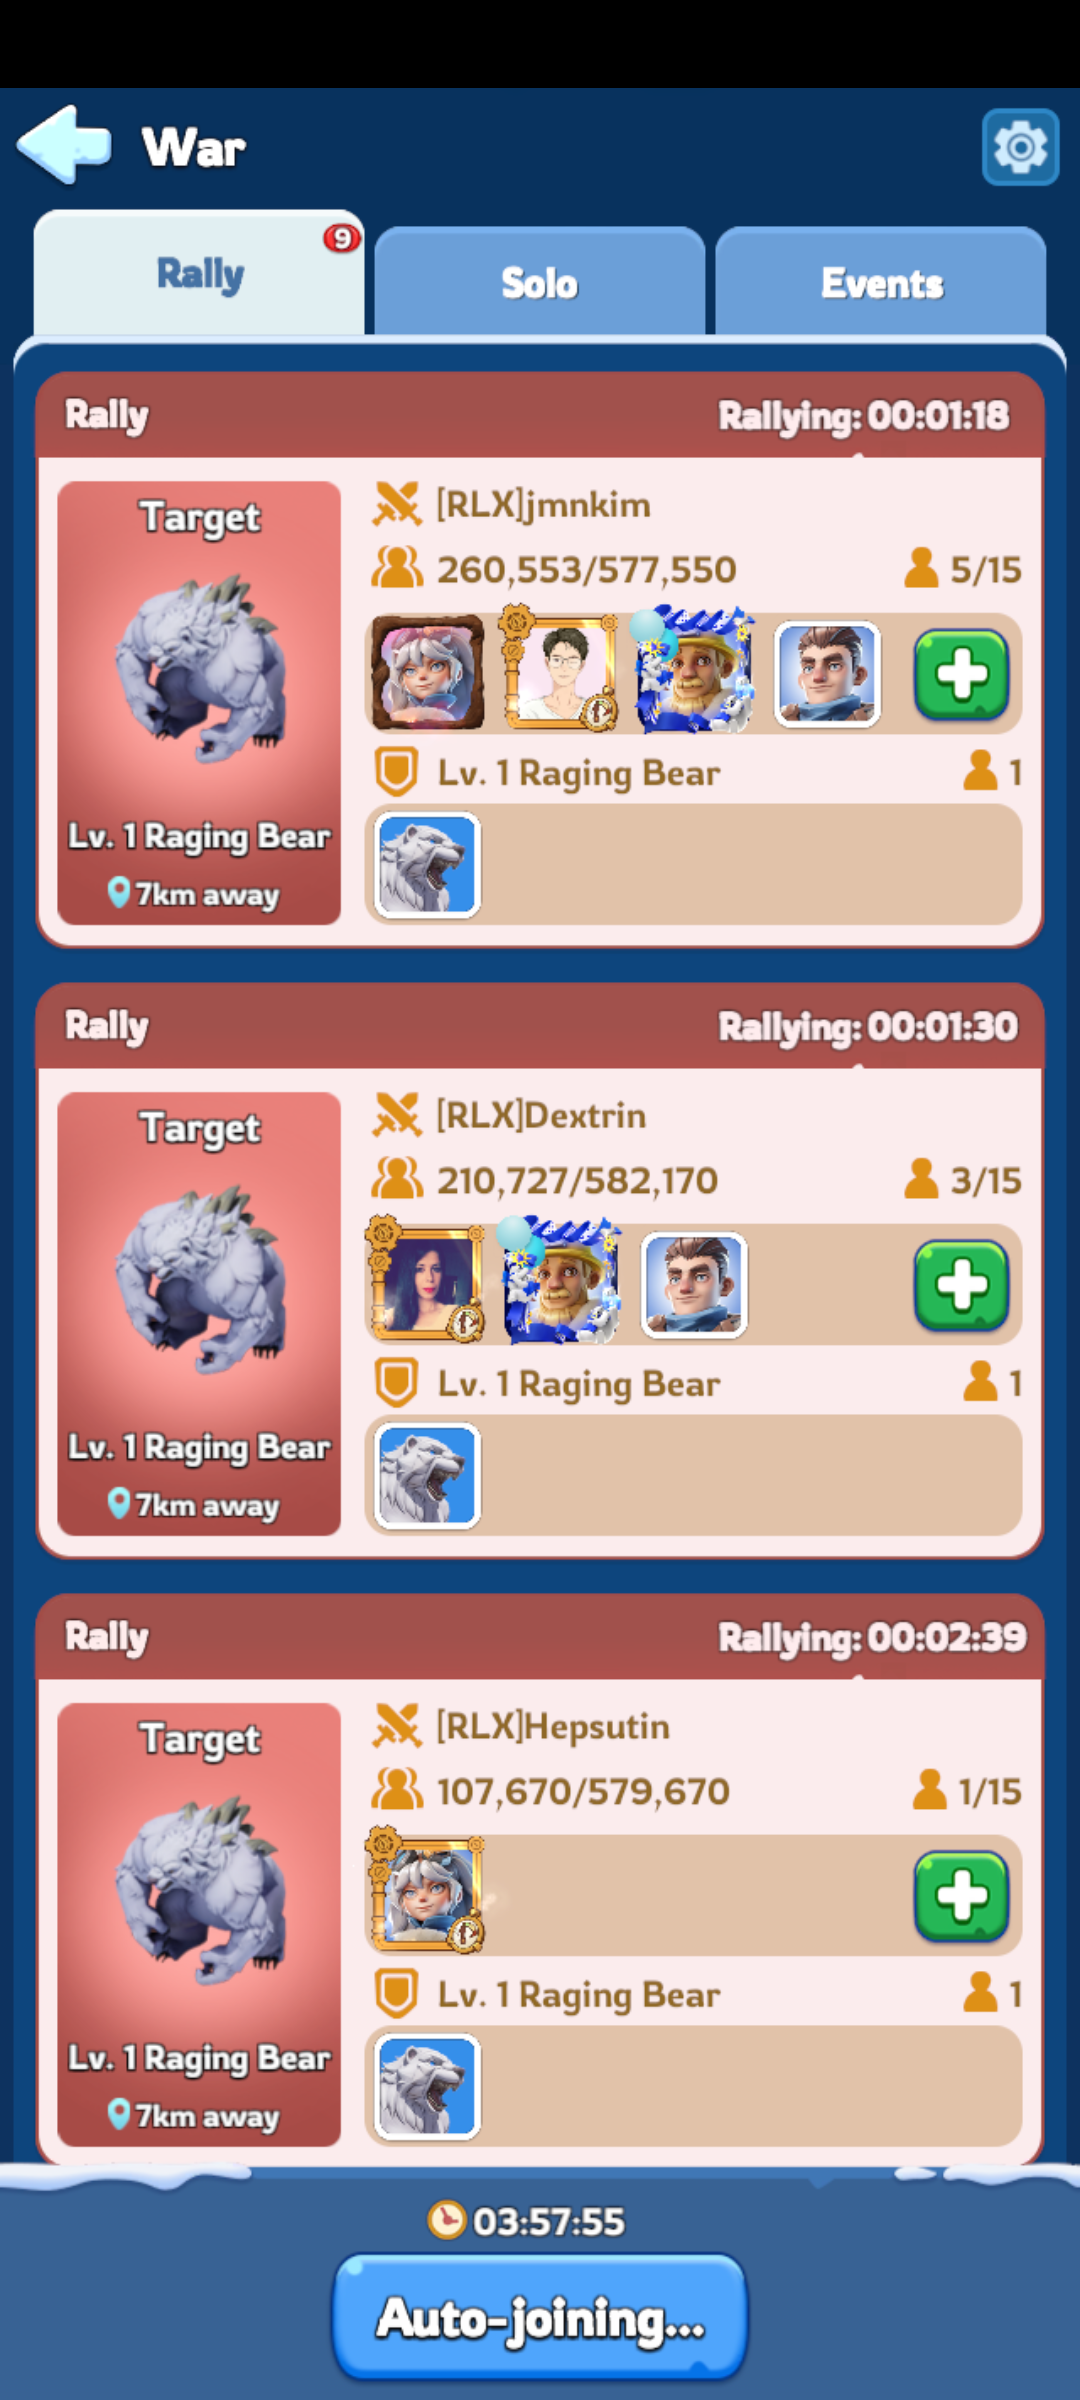 War
Rally
9
Solo
Events
Rally
Rallying: 00:01:18
Target
Lv. 1 Raging Bear
7km away
[RLX]jmnkim
260,553/577,550
5/15
Lv. 1 Raging Bear
1
Rally
Rallying: 00:01:30
Target
Lv. 1 Raging Bear
7km away
[RLX]Dextrin
210,727/582,170
3/15
Lv. 1 Raging Bear
1
Rally
Rallying: 00:02:39
Target
Lv. 1 Raging Bear
7km away
[RLX]Hepsutin
107,670/579,670
1/15
Lv. 1 Raging Bear
1
03:57:55
Auto-joining...